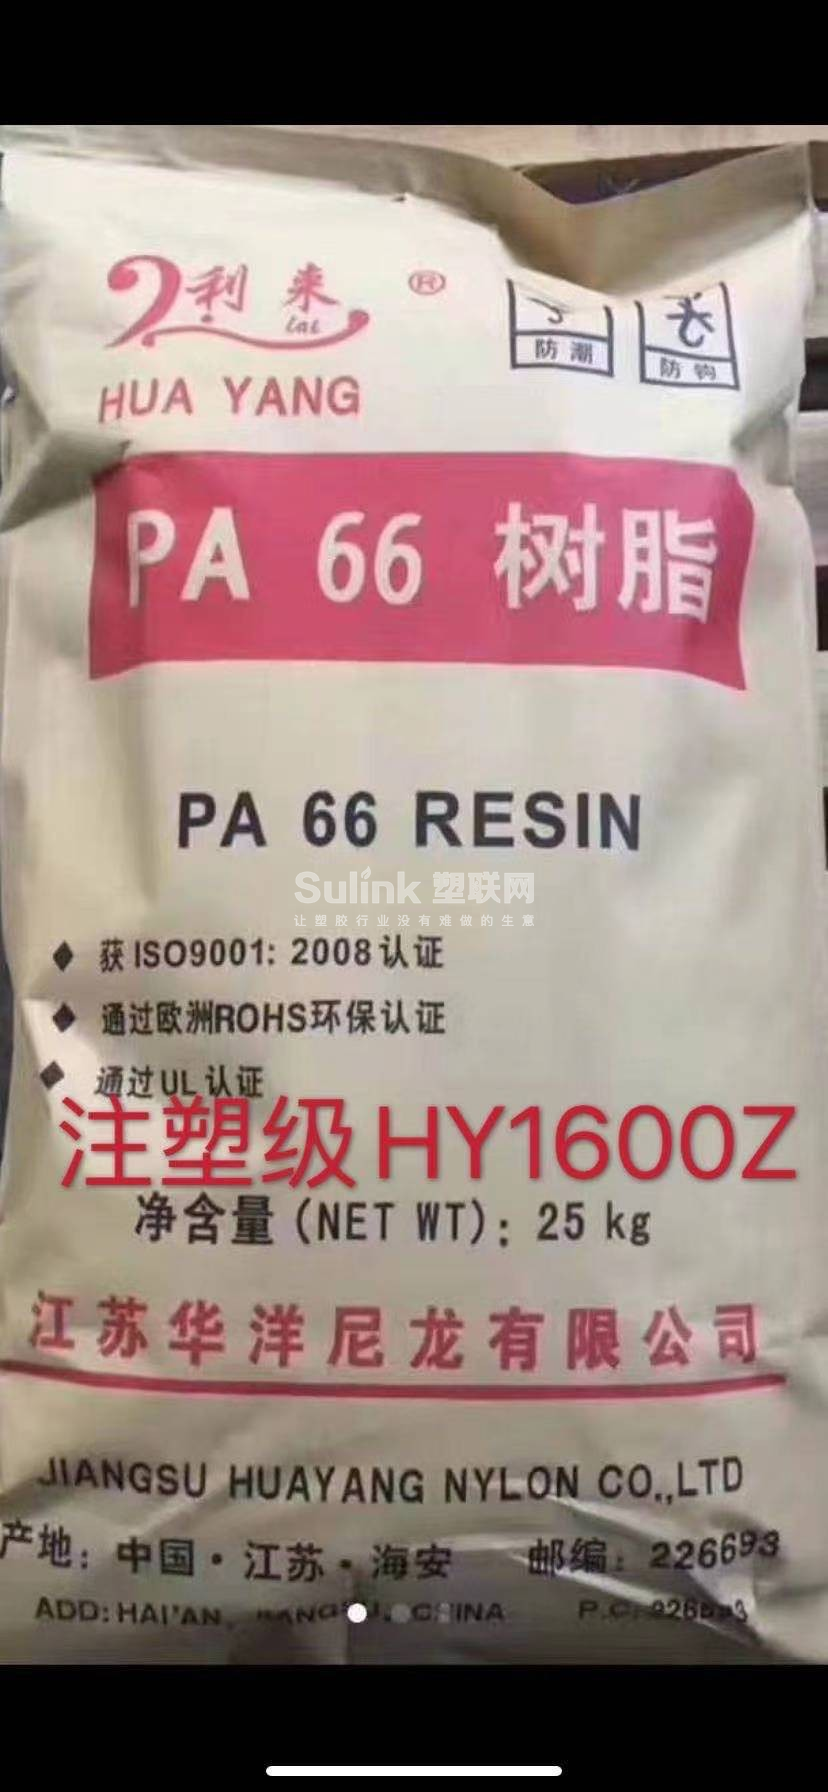 利来 ®
Lai
HUA YANG
防潮
防钩
PA 66 树脂
PA 66 RESIN
Sulink 塑联网
让塑胶行业没有难做的生意
◆ 获ISO9001: 2008认证
◆ 通过欧洲ROHS环保认证
◆ 通过UL认证
注塑级HY1600Z
净含量(NET WT): 25 kg
江苏华洋尼龙有限公司
JIANGSU HUAYANG NYLON CO.,LTD
产地: 中国·江苏·海安 邮编: 226693
ADD: HAI'AN, CHINA P.C: